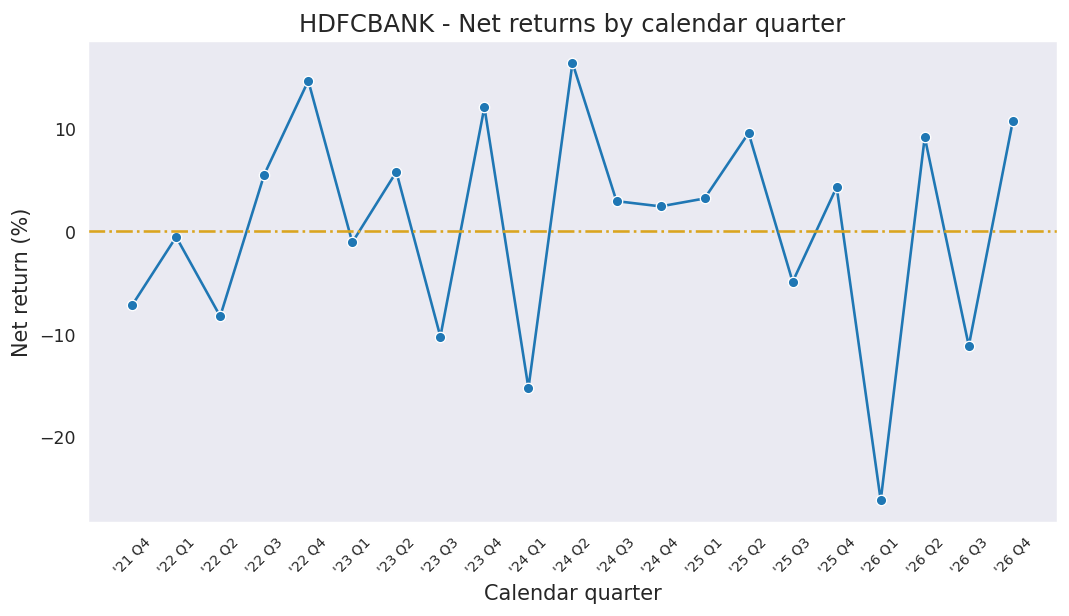 HDFCBANK - Net returns by calendar quarter
Net return (%)
10
0
−10
−20
'21 Q4
'22 Q1
'22 Q2
'22 Q3
'22 Q4
'23 Q1
'23 Q2
'23 Q3
'23 Q4
'24 Q1
'24 Q2
'24 Q3
'24 Q4
'25 Q1
'25 Q2
'25 Q3
'25 Q4
'26 Q1
'26 Q2
'26 Q3
'26 Q4
Calendar quarter